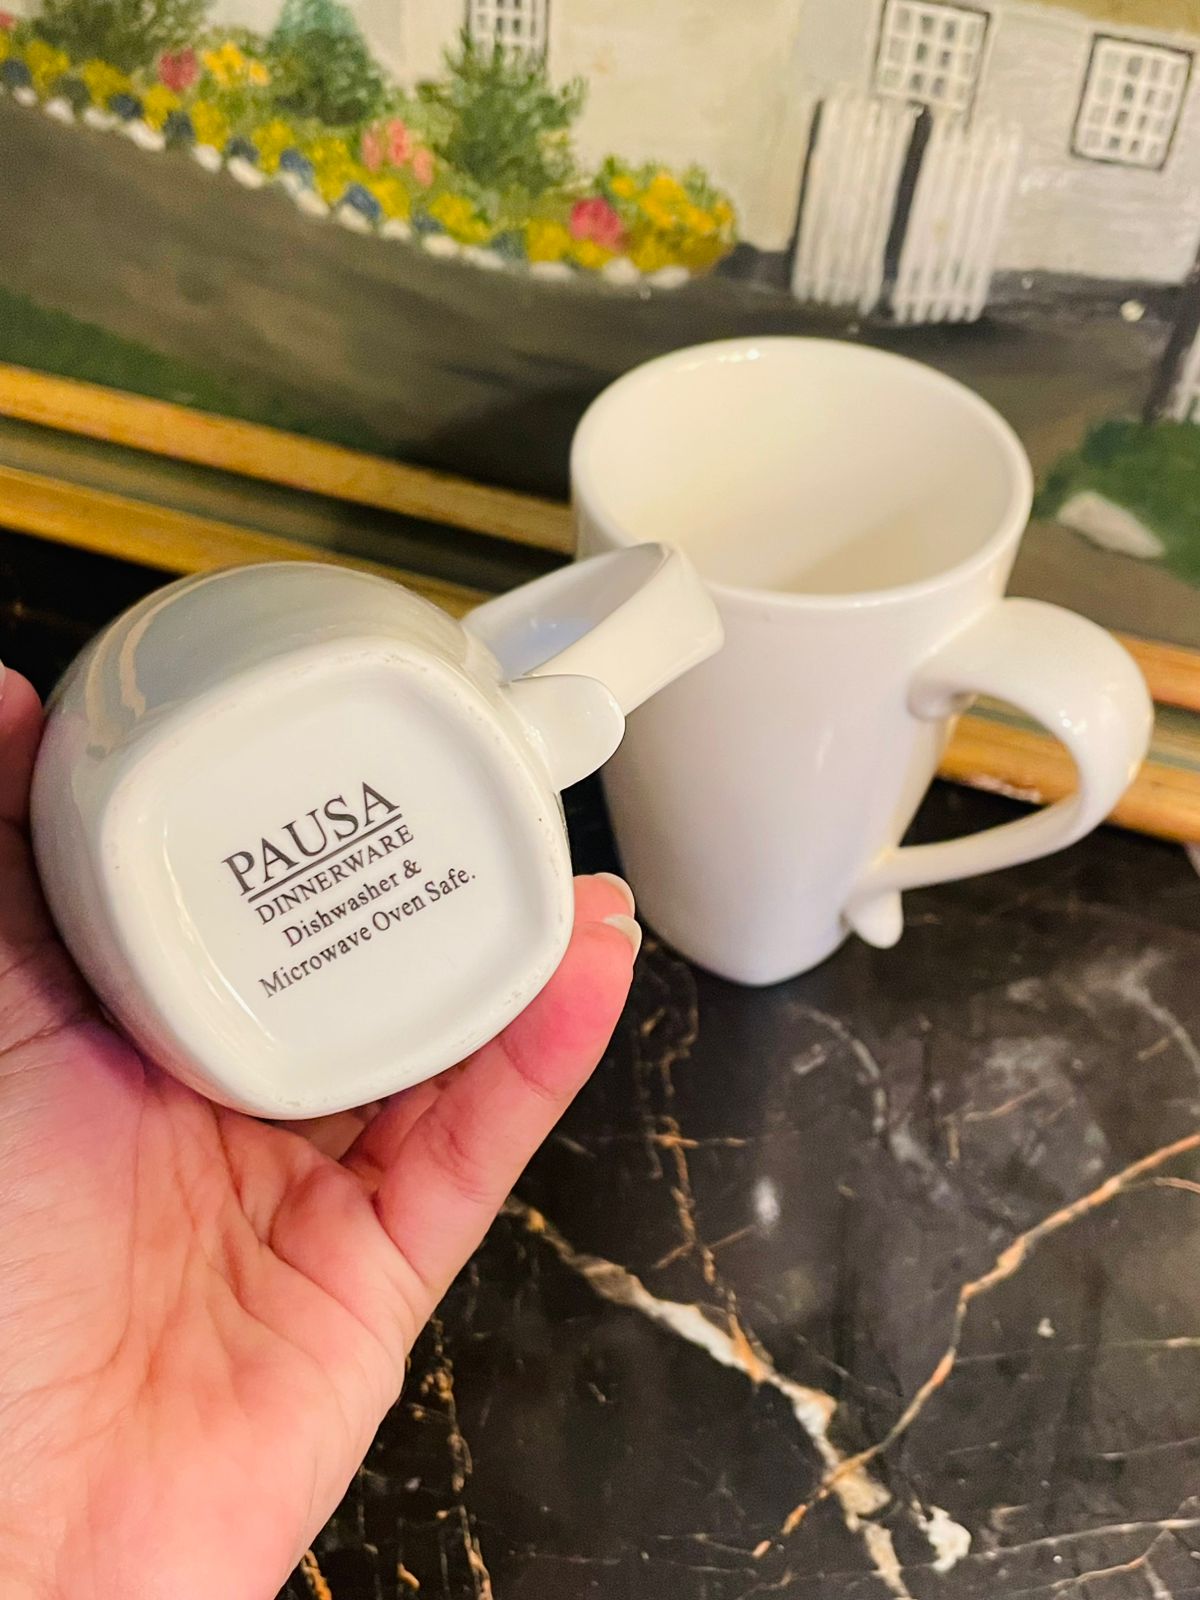 PAUSA
DINNERWARE
Dishwasher &
Microwave Oven Safe.